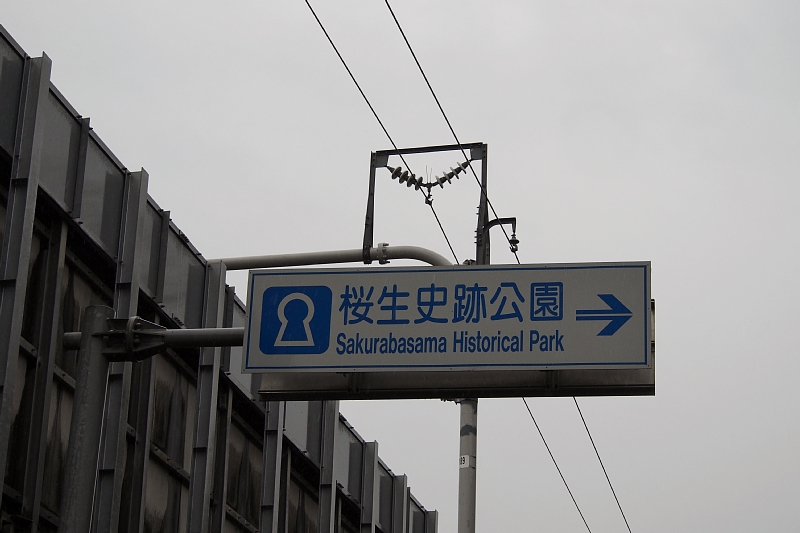 桜生史跡公園
Sakurabasama Historical Park